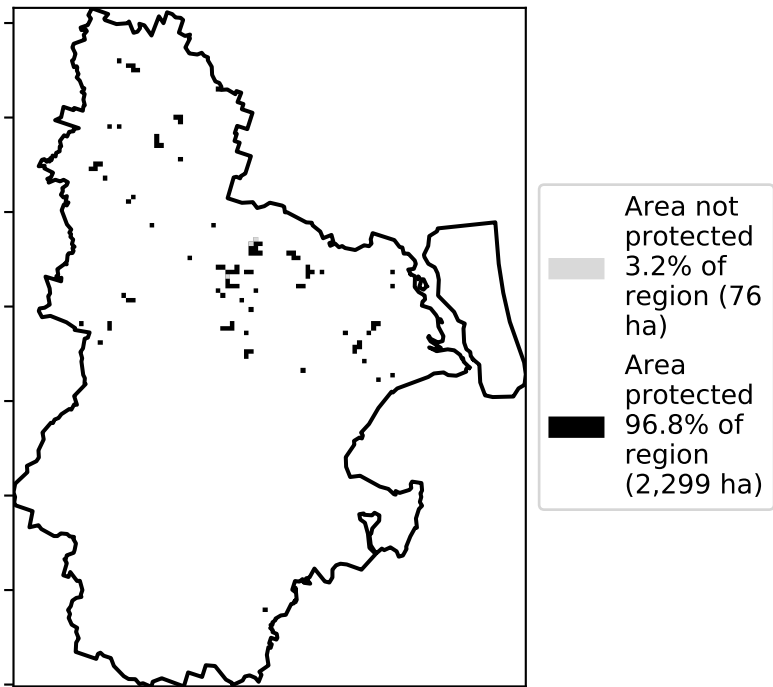 Area not
protected
3.2% of
region (76
ha)
Area
protected
96.8% of
region
(2,299 ha)